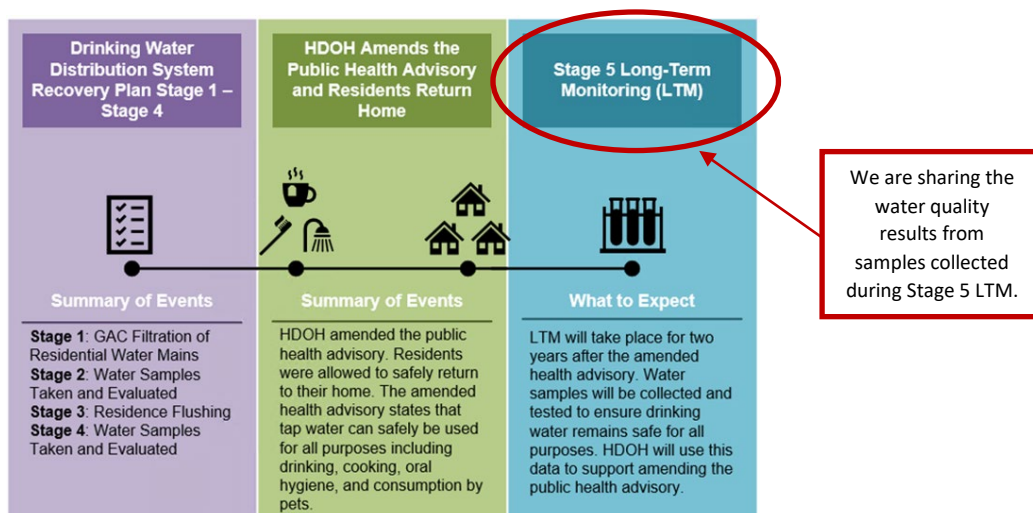 Drinking Water
Distribution System
Recovery Plan Stage 1 –
Stage 4
Summary of Events
Stage 1: GAC Filtration of
Residential Water Mains
Stage 2: Water Samples
Taken and Evaluated
Stage 3: Residence Flushing
Stage 4: Water Samples
Taken and Evaluated
HDOH Amends the
Public Health Advisory
and Residents Return
Home
Summary of Events
HDOH amended the public
health advisory. Residents
were allowed to safely return
to their home. The amended
health advisory states that
tap water can safely be used
for all purposes including
drinking, cooking, oral
hygiene, and consumption by
pets.
Stage 5 Long-Term
Monitoring (LTM)
What to Expect
LTM will take place for two
years after the amended
health advisory. Water
samples will be collected and
tested to ensure drinking
water remains safe for all
purposes. HDOH will use this
data to support amending the
public health advisory.
We are sharing the
water quality
results from
samples collected
during Stage 5 LTM.